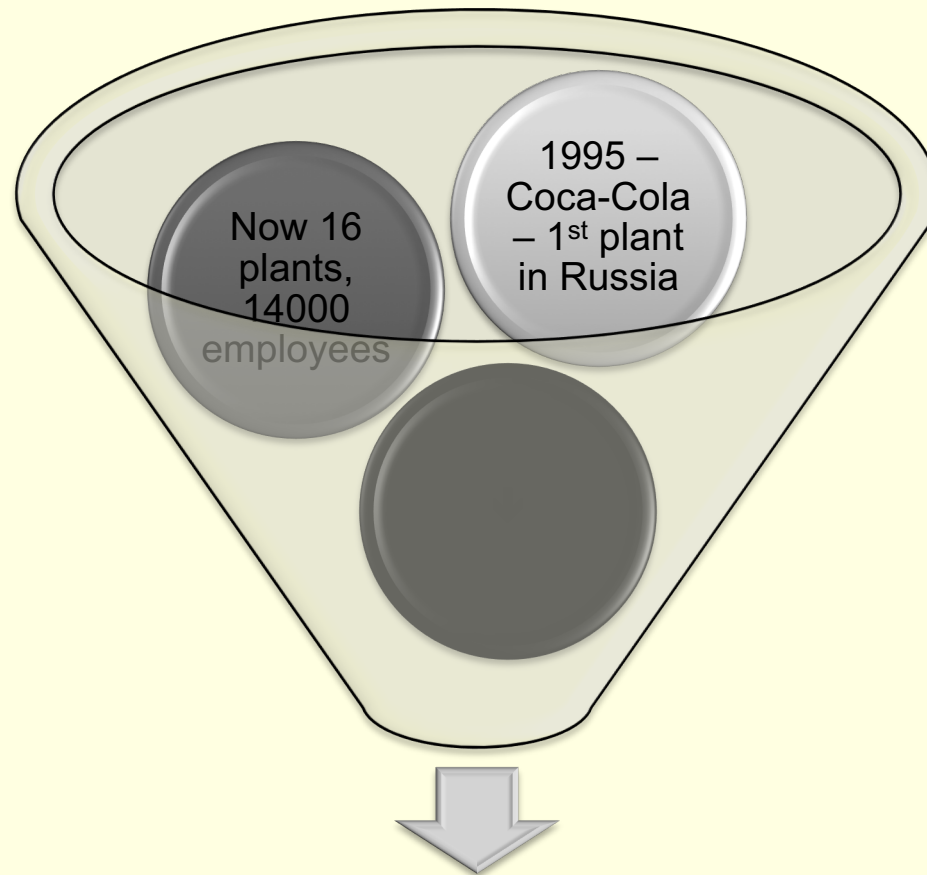 Now 16
plants,
14000
employees
1995 –
Coca-Cola
– 1st plant
in Russia